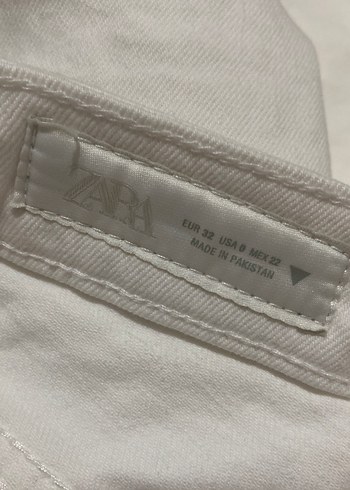 ZARA
EUR 32 USA 0 MEX 22
MADE IN PAKISTAN